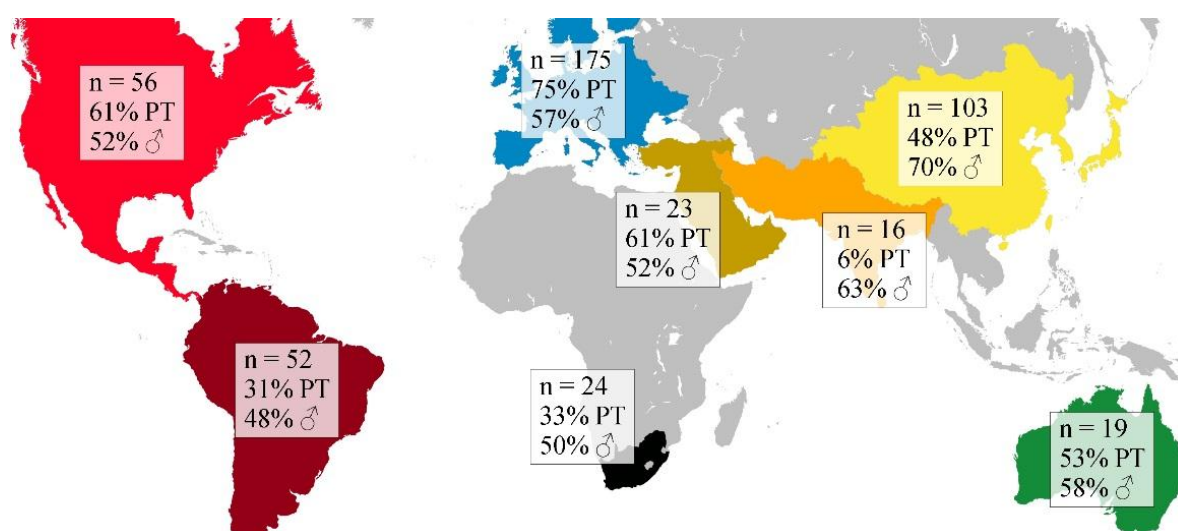 n = 56
61% PT
52% ♂
n = 175
75% PT
57% ♂
n = 103
48% PT
70% ♂
n = 23
61% PT
52% ♂
n = 16
6% PT
63% ♂
n = 52
31% PT
48% ♂
n = 24
33% PT
50% ♂
n = 19
53% PT
58% ♂